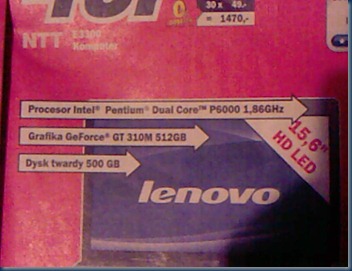 0
30 x 49.-
= 1470,-
NTT
Komputer
Procesor Intel® Pentium® Dual Core™ P6000 1,86GHz
Grafika GeForce® GT 310M 512GB
Dysk twardy 500 GB
15,6"
HD LED
lenovo